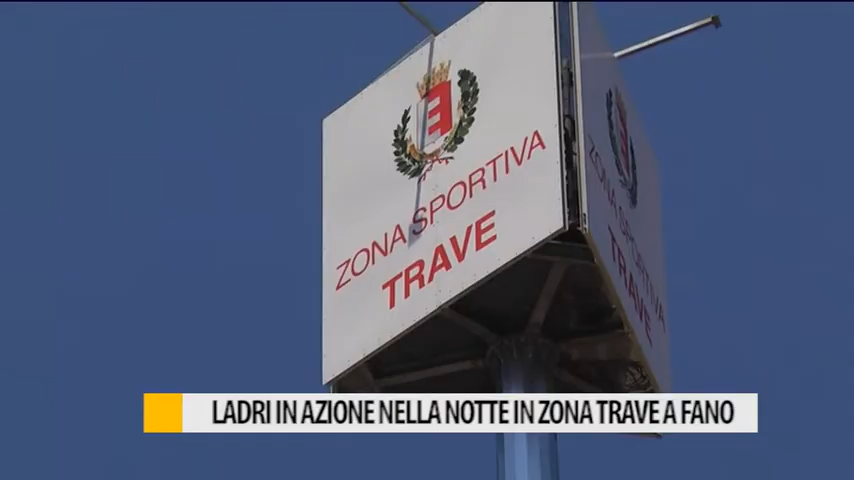 ZONA SPORTIVA
TRAVE
ZONA SPORTIVA
TRAVE
LADRI IN AZIONE NELLA NOTTE IN ZONA TRAVE A FANO